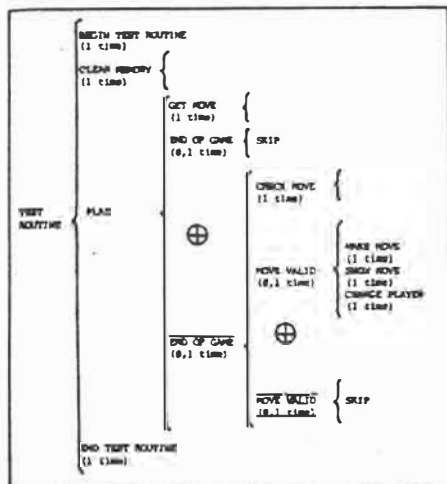 BEGIN TEST ROUTINE
(1 time)
CLEAR MEMORY
(1 time)
GET MOVE
(1 time)
END OF GAME
(0,1 time)
SKIP
CHECK MOVE
(1 time)
TEST
ROUTINE
MAKE MOVE
(1 time)
MOVE VALID
(0,1 time)
SHOW MOVE
(1 time)
CHANGE PLAYER
(1 time)
END OF GAME
(0,1 time)
MOVE VALID
(0,1 time)
SKIP
END TEST ROUTINE
(1 time)